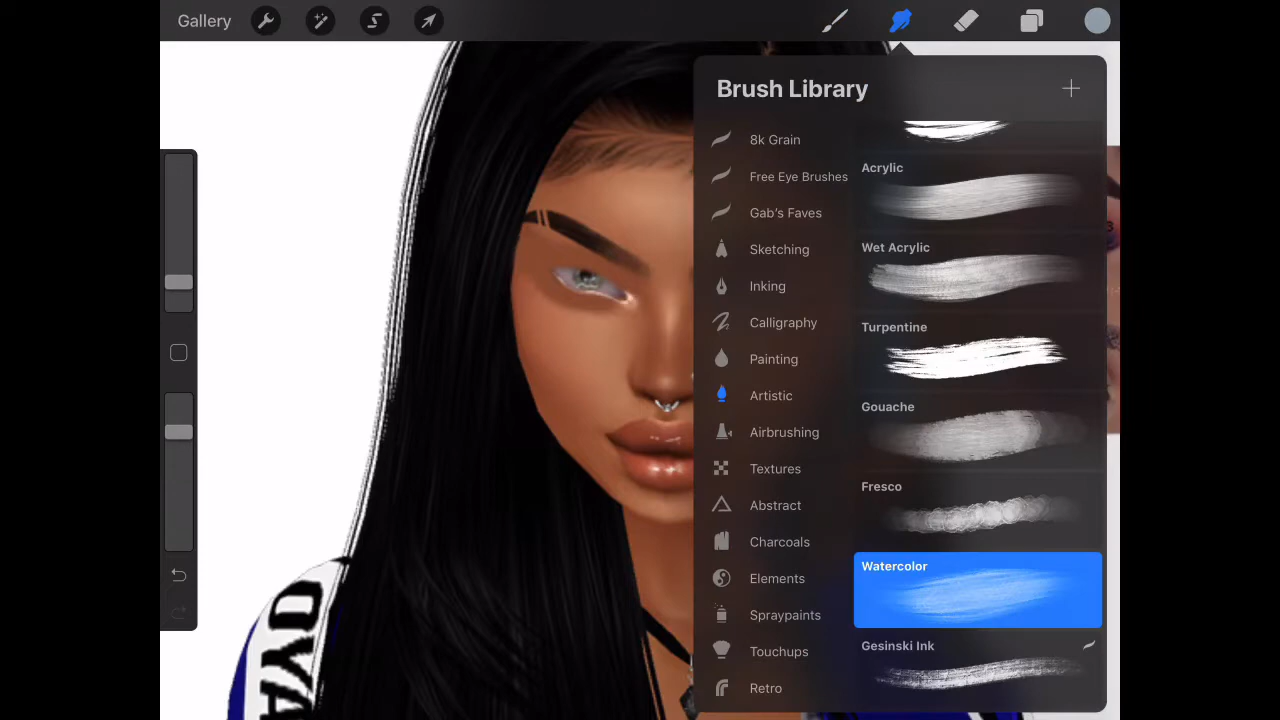 Gallery
Brush Library
8k Grain
Free Eye Brushes
Gab's Faves
Sketching
Inking
Calligraphy
Painting
Artistic
Airbrushing
Textures
Abstract
Charcoals
Elements
Spraypaints
Touchups
Retro
Acrylic
Wet Acrylic
Turpentine
Gouache
Fresco
Watercolor
Gesinski Ink
OYA